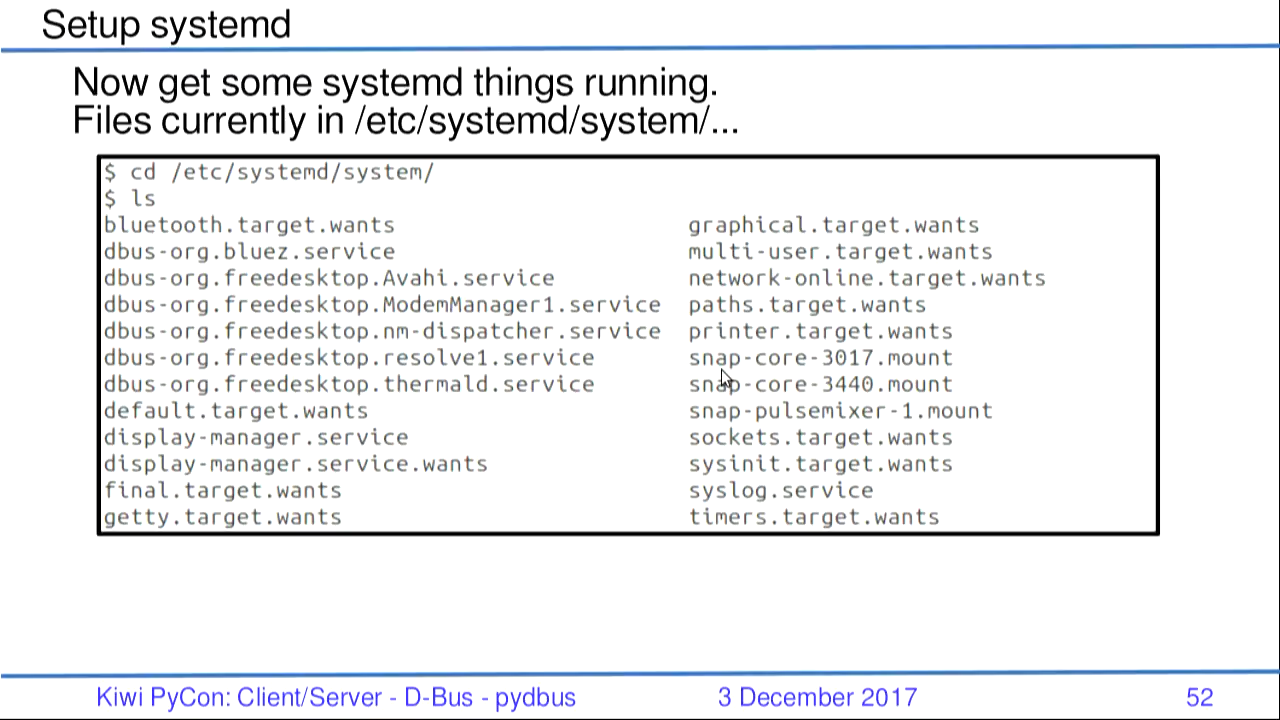 Setup systemd
Now get some systemd things running.
Files currently in /etc/systemd/system/...
$ cd /etc/systemd/system/
$ ls
bluetooth.target.wants graphical.target.wants
dbus-org.bluez.service multi-user.target.wants
dbus-org.freedesktop.Avahi.service network-online.target.wants
dbus-org.freedesktop.ModemManager1.service paths.target.wants
dbus-org.freedesktop.nm-dispatcher.service printer.target.wants
dbus-org.freedesktop.resolve1.service snap-core-3017.mount
dbus-org.freedesktop.thermald.service snap-core-3440.mount
default.target.wants snap-pulsemixer-1.mount
display-manager.service sockets.target.wants
display-manager.service.wants sysinit.target.wants
final.target.wants syslog.service
getty.target.wants timers.target.wants
Kiwi PyCon: Client/Server - D-Bus - pydbus 3 December 2017 52